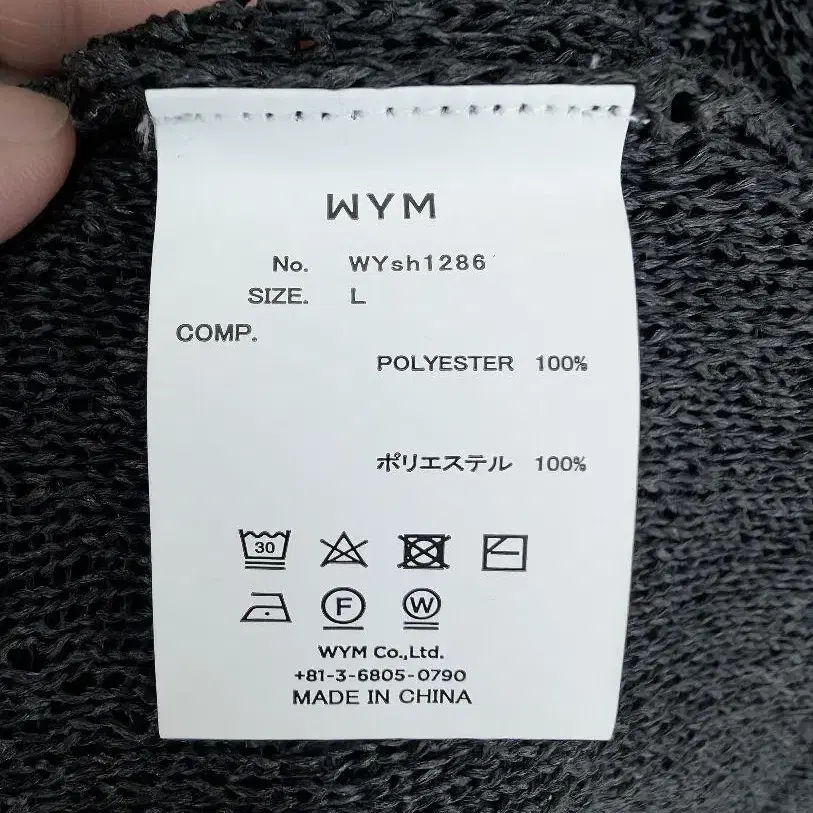 WYM
No. WYsh1286
SIZE. L
COMP.
POLYESTER 100%
ポリエステル 100%
30
F W
WYM Co.,Ltd.
+81-3-6805-0790
MADE IN CHINA